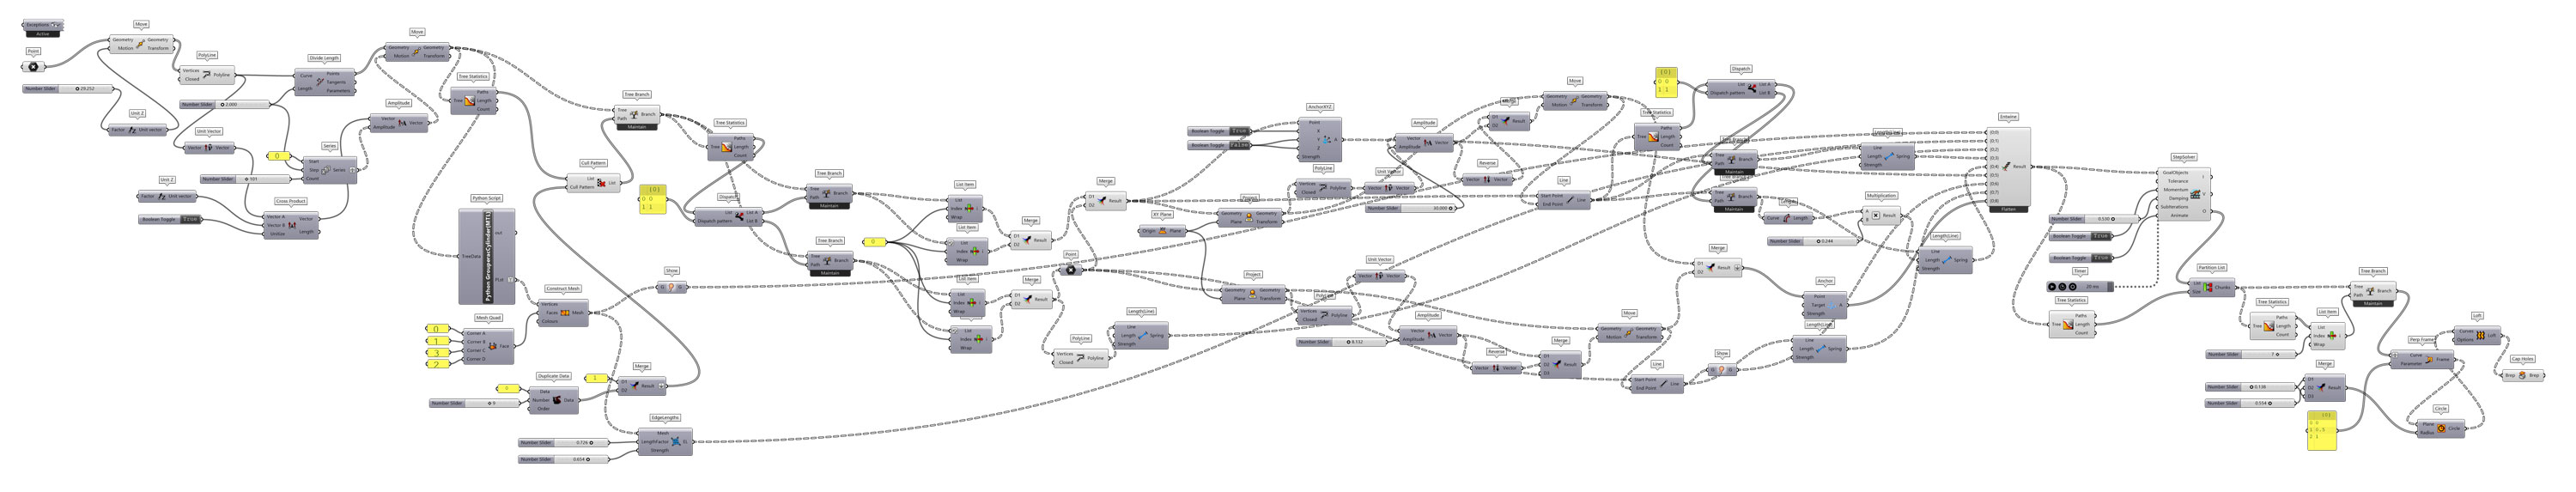 Exceptions
Active
Point
Move
Geometry Geometry
Motion Transform
PolyLine
Vertices Polyline
Closed
Number Slider 29.252
Unit Z
Factor Unit vector
Number Slider 2.000
Unit Vector
Vector Vector
Divide Length
Curve Points
Length Tangents
Parameters
Move
Geometry Geometry
Motion Transform
Amplitude
Vector Vector
Amplitude
Series
Start
Step Series
Count
0
Number Slider 101
Unit Z
Factor Unit vector
Boolean Toggle True
Cross Product
Vector A Vector
Vector B
Unitize Length
Tree Statistics
Paths
Tree Length
Count
Python Script
TreeData
out
Construct Mesh
Vertices
Faces Mesh
Colours
Mesh Quad
Corner A
Corner B Face
Corner C
Corner D
0
1
3
2
Duplicate Data
Data
Number Data
Order
Number Slider
Merge
D1 Result
D2
1
EdgeLengths
Mesh
LengthFactor EL
Strength
Number Slider 0.726
Number Slider 0.654
Cull Pattern
List List
Cull Pattern
Tree Branch
Tree Branch
Path
Maintain
Tree Statistics
Paths
Tree Length
Count
{0}
0 0
1 1
Dispatch
List List A
Dispatch pattern List B
Show
Tree Branch
Tree Branch
Path
Maintain
Tree Branch
Tree Branch
Path
Maintain
0
List Item
List
Index
Wrap
List Item
List
Index
Wrap
List Item
List
Index
Wrap
List
Index
Wrap
Merge
D1 Result
D2
Merge
D1 Result
D2
Merge
D1 Result
D2
Point
PolyLine
Vertices Polyline
Closed
Length(Line)
Line
Length Spring
Strength
XY Plane
Origin Plane
Boolean Toggle True
Boolean Toggle False
AnchorXYZ
Point
X
Y
Z
Strength
Geometry Geometry
Plane Transform
Project
Geometry Geometry
Plane Transform
PolyLine
Vertices Polyline
Closed
Vertices Polyline
Closed
Unit Vector
Vector Vector
Unit Vector
Vector Vector
Number Slider 10.000
Number Slider 8.532
Amplitude
Vector Vector
Amplitude
Amplitude
Vector Vector
Amplitude
Reverse
Vector Vector
Reverse
Vector Vector
D1 Result
D2
Merge
D1
D2 Result
D3
Move
Geometry Geometry
Motion Transform
Move
Geometry Geometry
Motion Transform
Line
Start Point Line
End Point
Line
Start Point Line
End Point
{0}
0 0
1 1
Tree Statistics
Paths
Tree Length
Count
Dispatch
List List A
Dispatch pattern List B
Tree Branch
Path
Maintain
Tree Branch
Path
Maintain
Merge
D1 Result
D2
Show
Curve Length
Number Slider 0.244
Multiplication
A Result
B
Line
Length Spring
Strength
Length(Line)
Line
Length Spring
Strength
Anchor
Point
Target A
Strength
Length(Line)
Line
Length Spring
Strength
Entwine
{0;0}
{0;1}
{0;2}
{0;3}
{0;4} Result
{0;5}
{0;6}
{0;7}
{0;8}
Flatten
StepSolver
GoalObjects
Tolerance
Momentum
Damping
Subiterations
Animate
I
V
O
Boolean Toggle True
Boolean Toggle True
Timer
20 ms
Tree Statistics
Paths
Tree Length
Count
Partition List
List Chunks
Size
Tree Statistics
Paths
Tree Length
Count
List Item
List
Index
Wrap
Number Slider 7
Tree Branch
Tree Branch
Path
Maintain
Merge
D1
D2 Result
D3
Number Slider 0.138
Number Slider 0.554
0 0
1 0.5
2 1
Perp Frame
Curve Frame
Parameter
Circle
Plane Circle
Radius
Loft
Curves Loft
Options
Cap Holes
Brep Brep